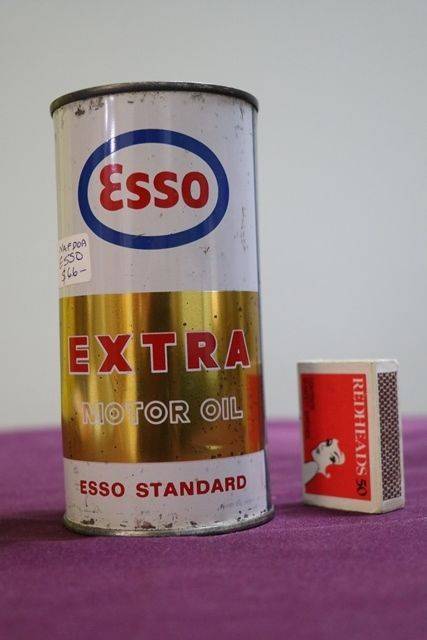 Esso
ESSO
$66-
EXTRA
MOTOR OIL
ESSO STANDARD
REDHEADS 50